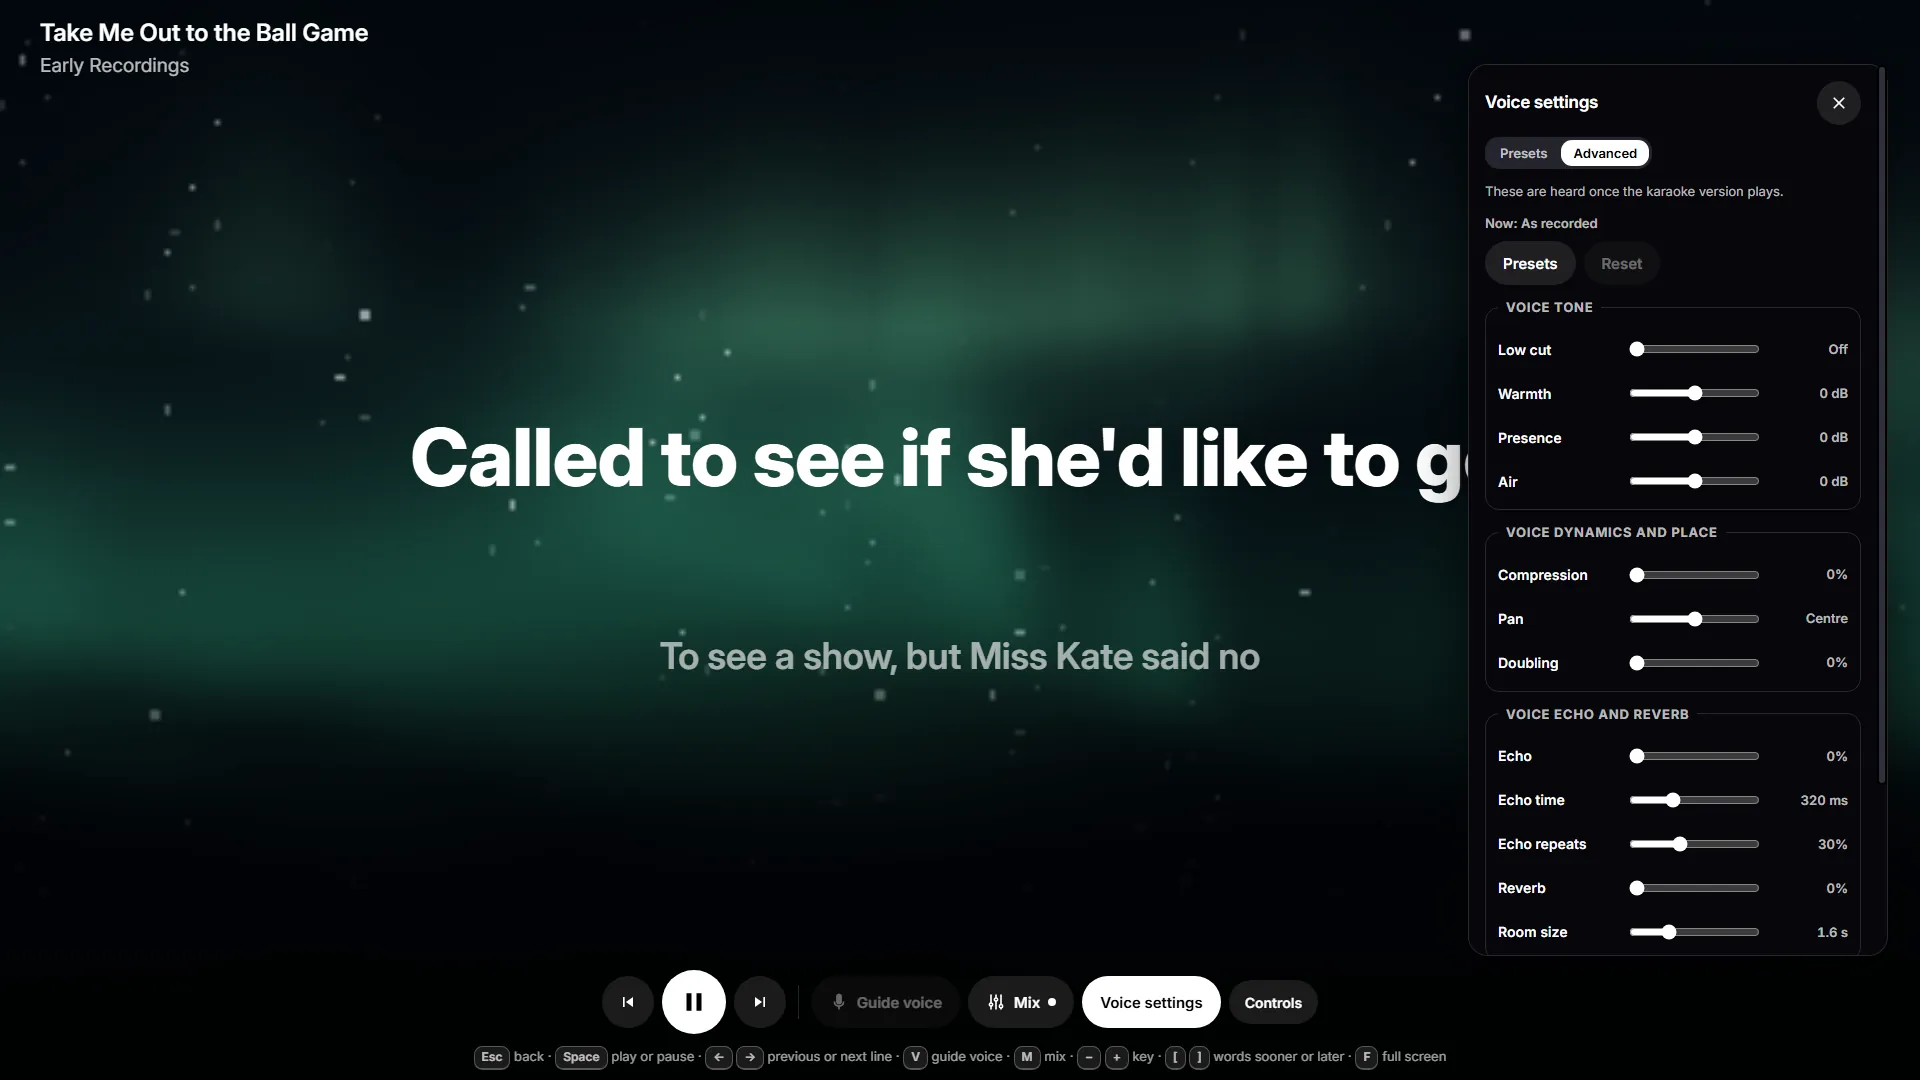 Take Me Out to the Ball Game
Early Recordings
Called to see if she'd like to g
To see a show, but Miss Kate said no
Voice settings
Presets Advanced
These are heard once the karaoke version plays.
Now: As recorded
Presets Reset
VOICE TONE
Low cut Off
Warmth 0 dB
Presence 0 dB
Air 0 dB
VOICE DYNAMICS AND PLACE
Compression 0%
Pan Centre
Doubling 0%
VOICE ECHO AND REVERB
Echo 0%
Echo time 320 ms
Echo repeats 30%
Reverb 0%
Room size 1.6 s
Guide voice Mix Voice settings Controls
Esc back · Space play or pause · ← → previous or next line · V guide voice · M mix · − + key · [ ] words sooner or later · F full screen